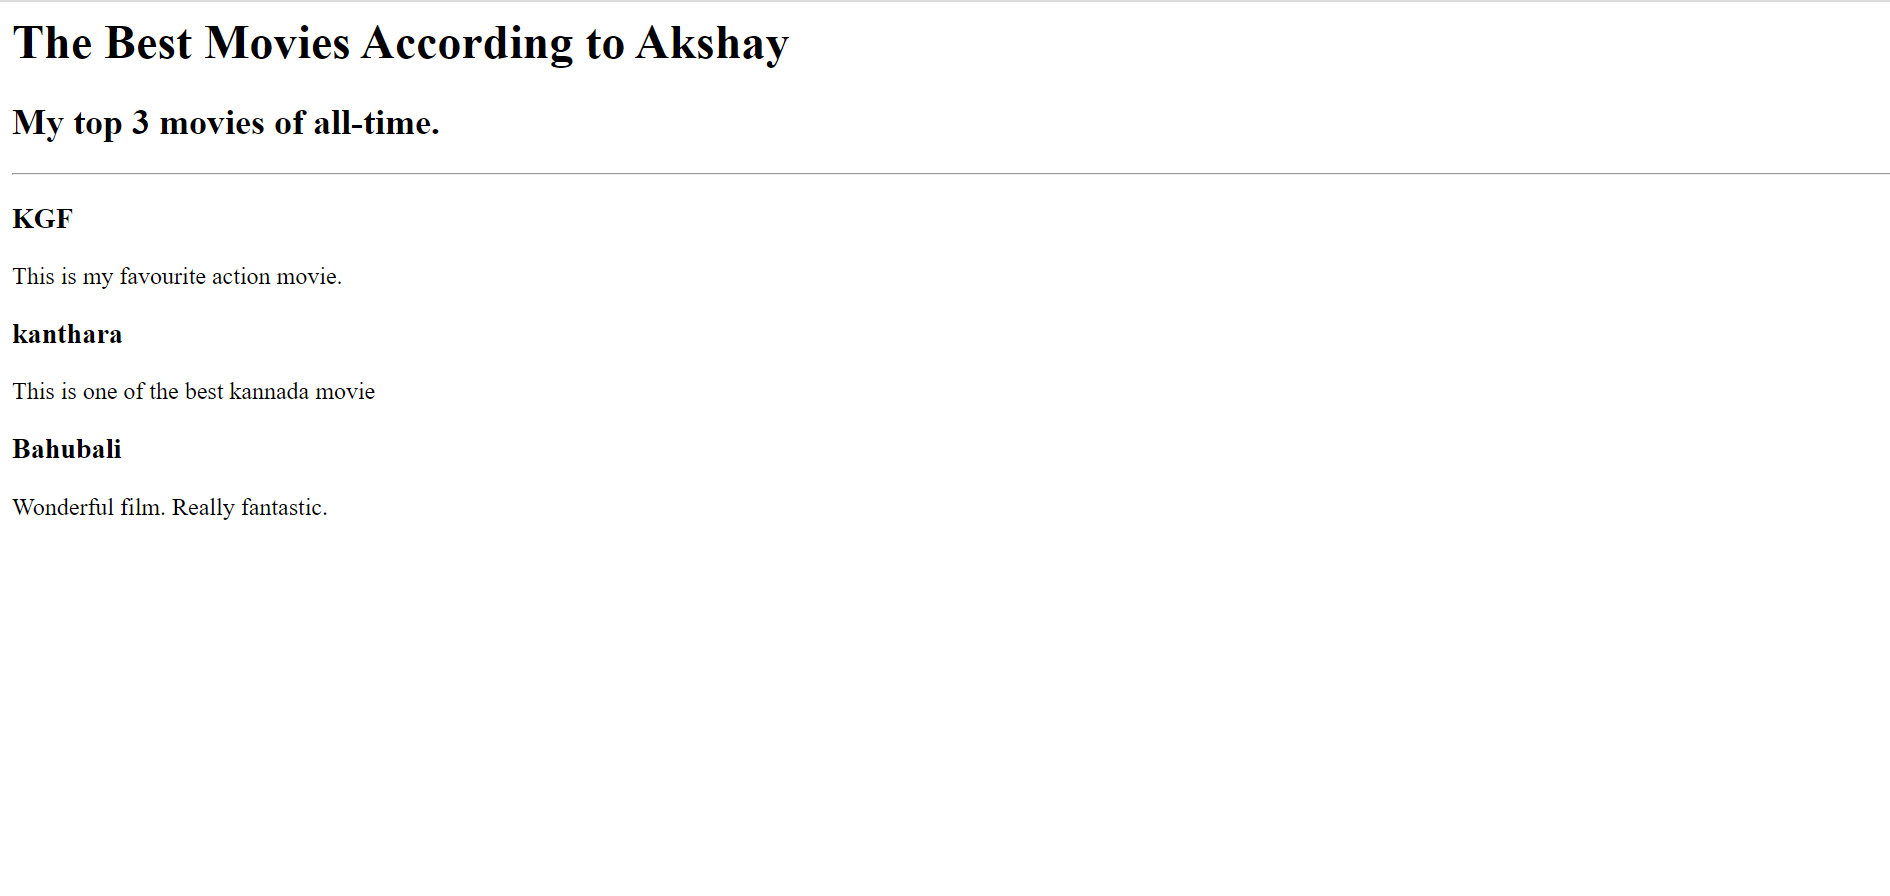 The Best Movies According to Akshay
My top 3 movies of all-time.
KGF
This is my favourite action movie.
kanthara
This is one of the best kannada movie
Bahubali
Wonderful film. Really fantastic.